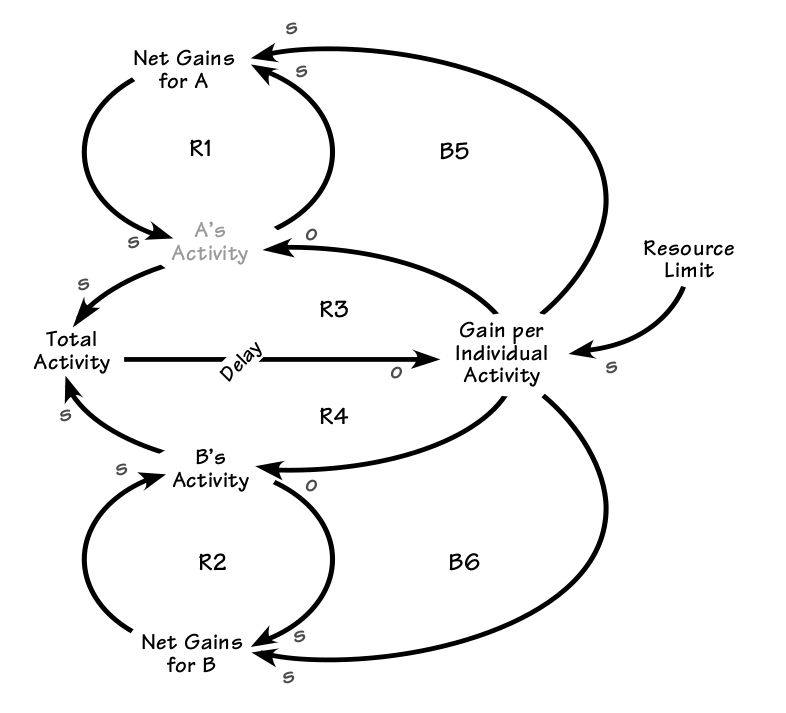 S
Net Gains
for A
S
R1
B5
A's
Activity
S
O
Resource
Limit
S
R3
Total
Activity
Delay
O
Gain per
Individual
Activity
S
S
R4
B's
Activity
S
O
R2
B6
Net Gains
for B
S
S